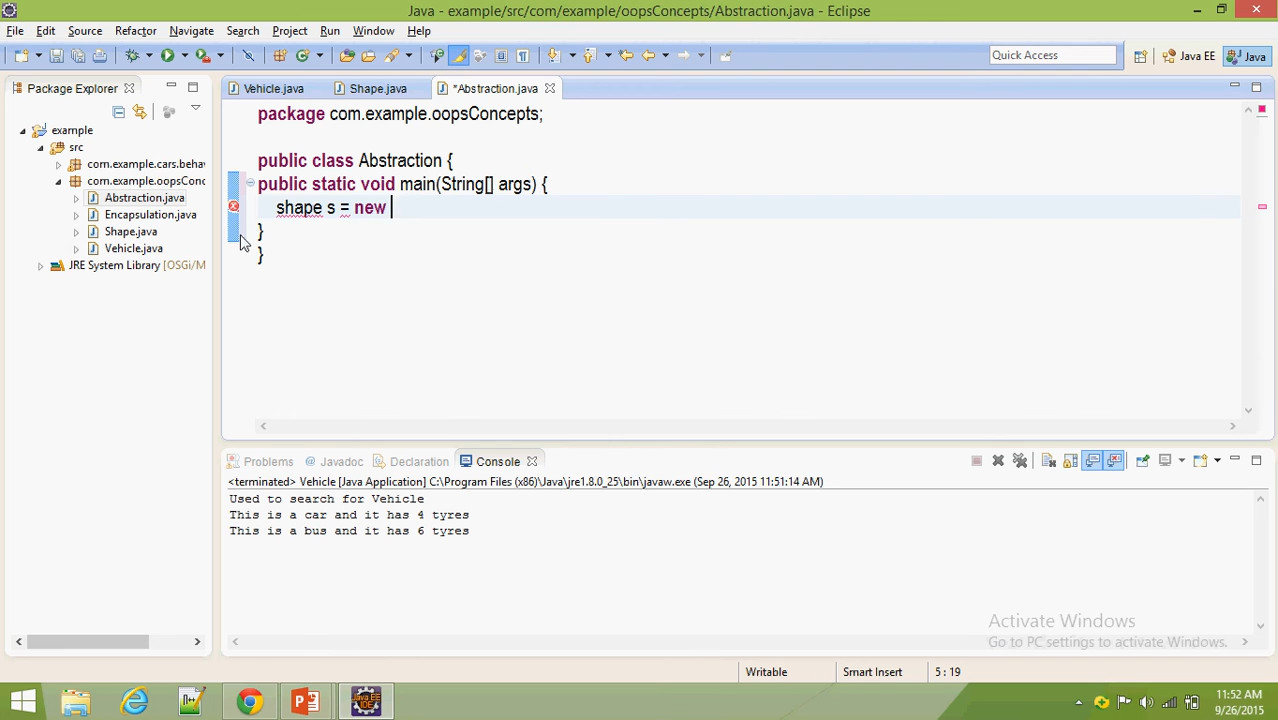 Java - example/src/com/example/oopsConcepts/Abstraction.java - Eclipse
File Edit Source Refactor Navigate Search Project Run Window Help
Quick Access
Java EE
Java
Package Explorer
Vehicle.java
Shape.java
*Abstraction.java
example
src
com.example.cars.behav
com.example.oopsConc
Abstraction.java
Encapsulation.java
Shape.java
Vehicle.java
JRE System Library [OSGi/M
package com.example.oopsConcepts;
public class Abstraction {
public static void main(String[] args) {
shape s = new
}
}
Problems @ Javadoc Declaration Console
<terminated> Vehicle [Java Application] C:\Program Files (x86)\Java\jre1.8.0_25\bin\javaw.exe (Sep 26, 2015 11:51:14 AM)
Used to search for Vehicle
This is a car and it has 4 tyres
This is a bus and it has 6 tyres
Activate Windows
Go to PC settings to activate Windows.
Writable
Smart Insert
5 : 19
Java EE
IDE
11:52 AM
9/26/2015